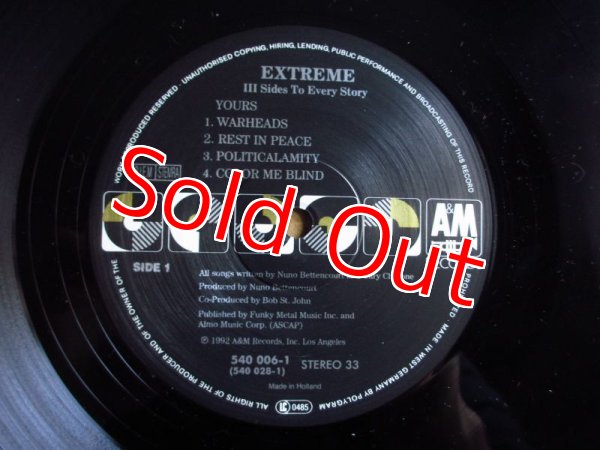 UNAUTHORISED COPYING, HIRING, LENDING, PUBLIC PERFORMANCE AND BROADCASTING OF THIS RECORD
EXTREME
III Sides To Every Story
YOURS
1. WARHEADS
2. REST IN PEACE
3. POLITICALAMITY
4. COLOR ME BLIND
STEMRA
Sold Out
A&M
SIDE 1
All songs written by Nuno Bettencourt
Produced by Nuno Bettencourt
Co-Produced by Bob St. John
Published by Funky Metal Music Inc. and
Almo Music Corp. (ASCAP)
℗ 1992 A&M Records, Inc. Los Angeles
540 006-1 STEREO 33
(540 028-1)
Made in Holland
LC 0485
ALL RIGHTS OF THE PRODUCER AND OF THE OWNER OF THE
RESERVED
MADE IN WEST GERMANY BY POLYGRAM